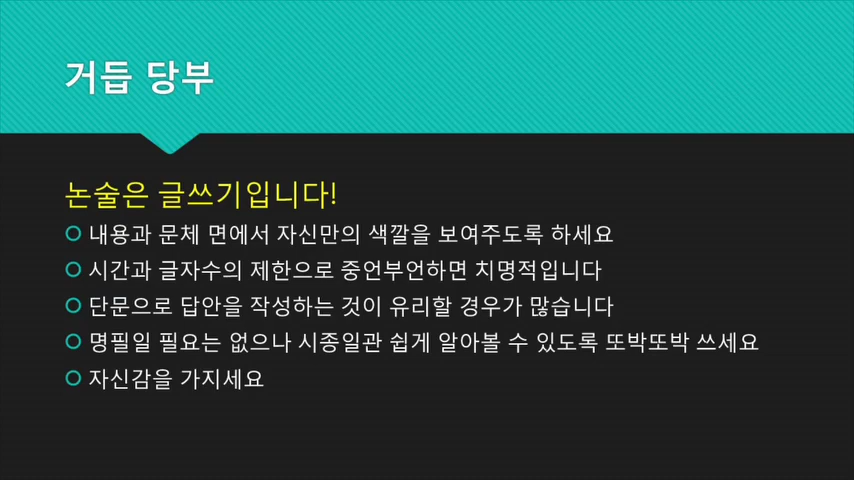 거듭 당부
논술은 글쓰기입니다!
내용과 문체 면에서 자신만의 색깔을 보여주도록 하세요
시간과 글자수의 제한으로 중언부언하면 치명적입니다
단문으로 답안을 작성하는 것이 유리할 경우가 많습니다
명필일 필요는 없으나 시종일관 쉽게 알아볼 수 있도록 또박또박 쓰세요
자신감을 가지세요